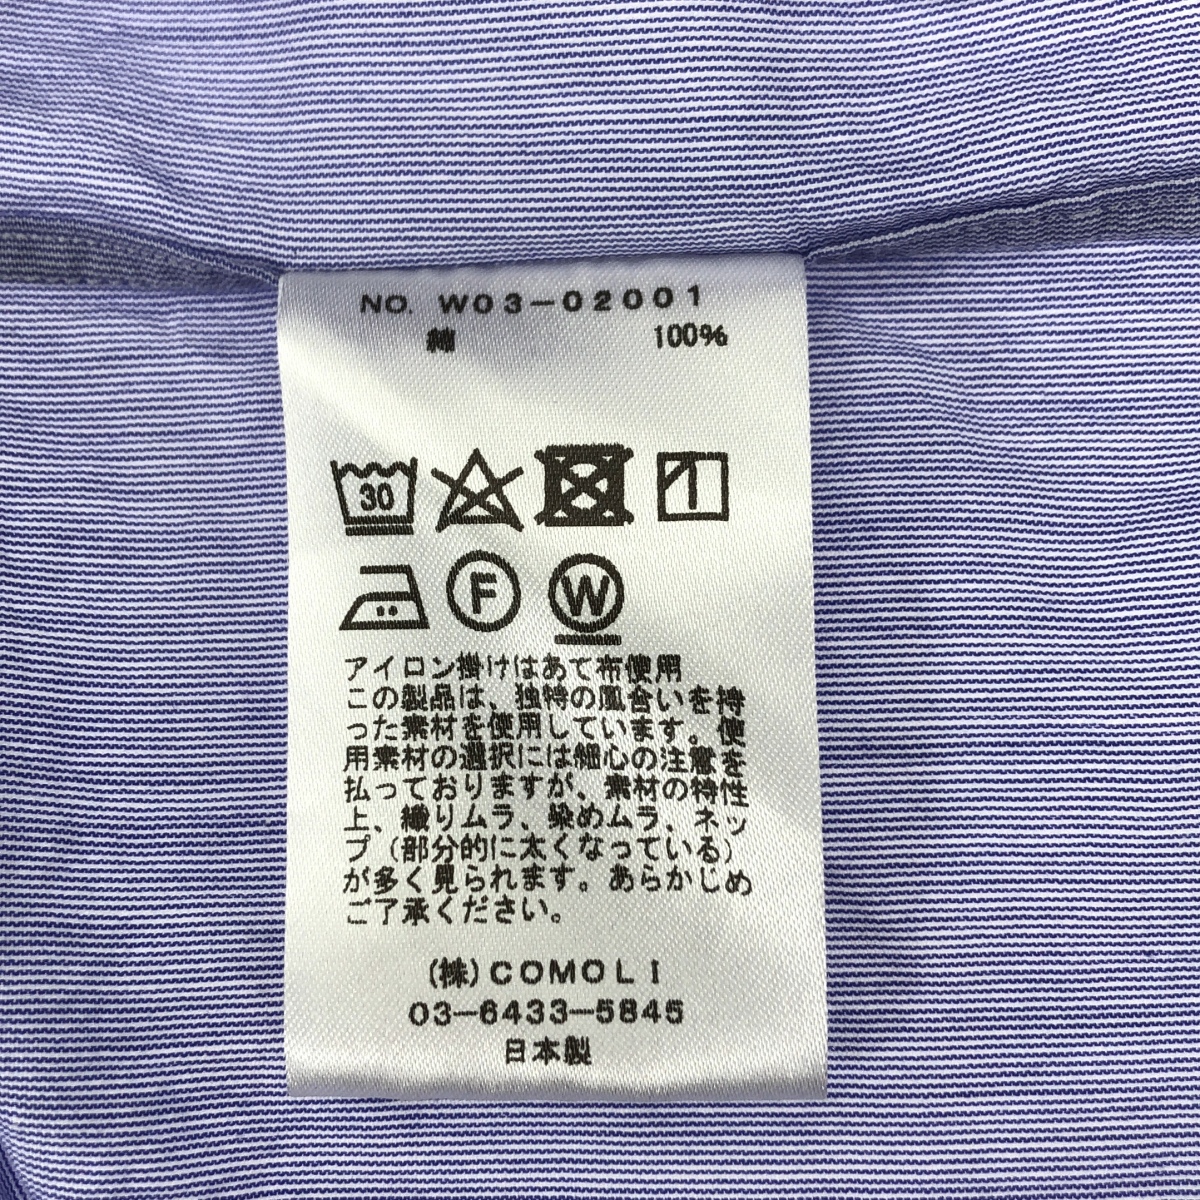 NO. W03-02001
綿 100%
30
1
F
W
アイロン掛けはあて布使用
この製品は、独特の風合いを持
った素材を使用しています。使
用素材の選択には細心の注意を
払っておりますが、素材の特性
上、織りムラ、染めムラ、ネッ
プ（部分的に太くなっている）
が多く見られます。あらかじめ
ご了承ください。
(株)COMOLI
03-6433-5845
日本製